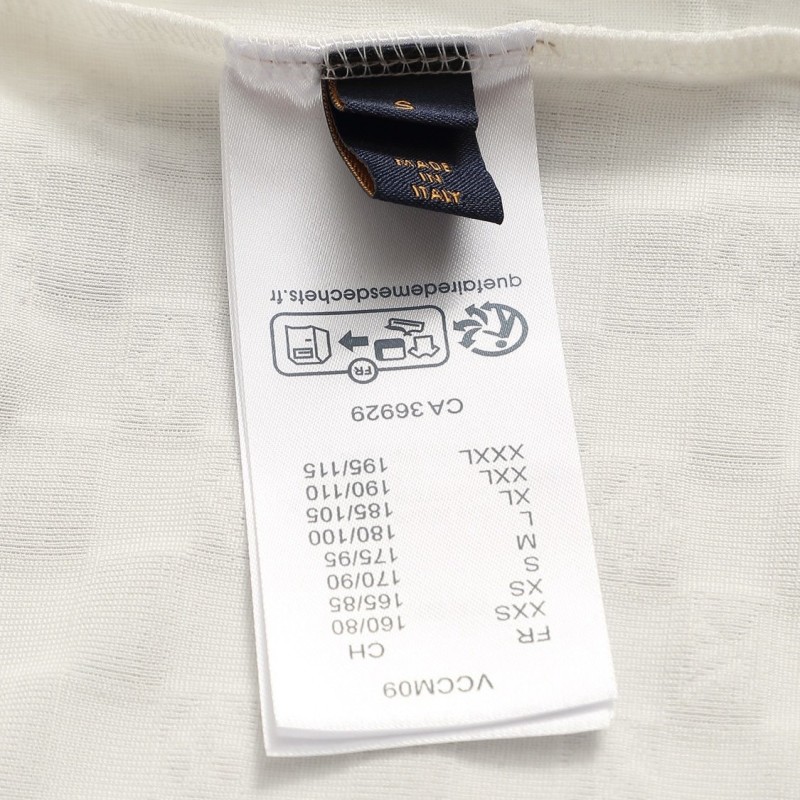 S
MADE
IN
ITALY
VCCM09
FR CH
XXS 160/80
XS 165/85
S 170/90
M 175/95
L 180/100
XL 185/105
XXL 190/110
XXXL 195/115
CA 36929
FR
quefairedemesdechets.fr